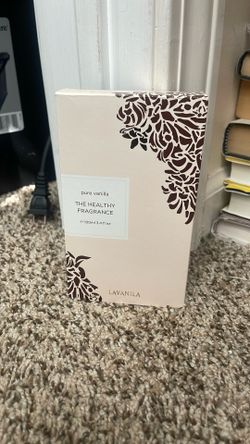 pure vanilla
THE HEALTHY
FRAGRANCE
LAVANILA